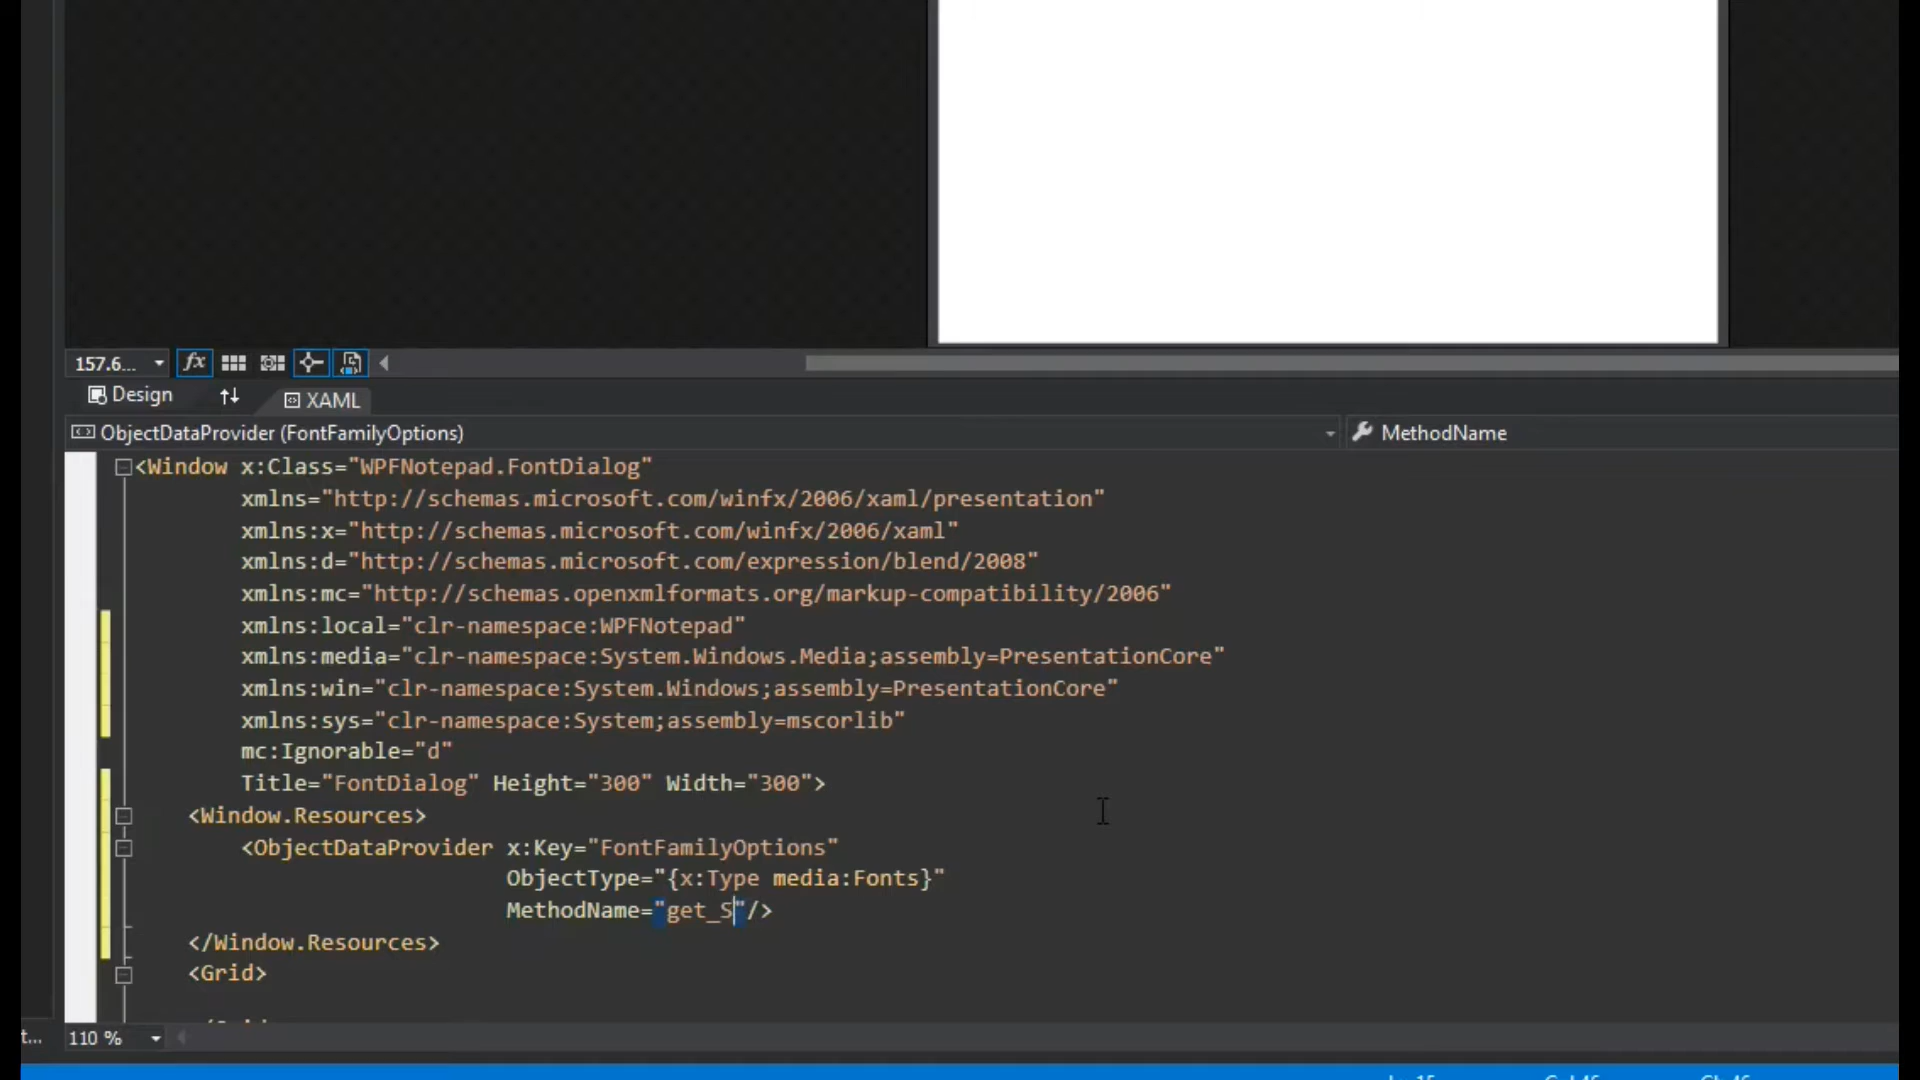 157.6...
fx
Design
XAML
ObjectDataProvider (FontFamilyOptions)
MethodName
<Window x:Class="WPFNotepad.FontDialog"
xmlns="http://schemas.microsoft.com/winfx/2006/xaml/presentation"
xmlns:x="http://schemas.microsoft.com/winfx/2006/xaml"
xmlns:d="http://schemas.microsoft.com/expression/blend/2008"
xmlns:mc="http://schemas.openxmlformats.org/markup-compatibility/2006"
xmlns:local="clr-namespace:WPFNotepad"
xmlns:media="clr-namespace:System.Windows.Media;assembly=PresentationCore"
xmlns:win="clr-namespace:System.Windows;assembly=PresentationCore"
xmlns:sys="clr-namespace:System;assembly=mscorlib"
mc:Ignorable="d"
Title="FontDialog" Height="300" Width="300">
<Window.Resources>
<ObjectDataProvider x:Key="FontFamilyOptions"
ObjectType="{x:Type media:Fonts}"
MethodName="get_S"/>
</Window.Resources>
<Grid>
t...
110 %